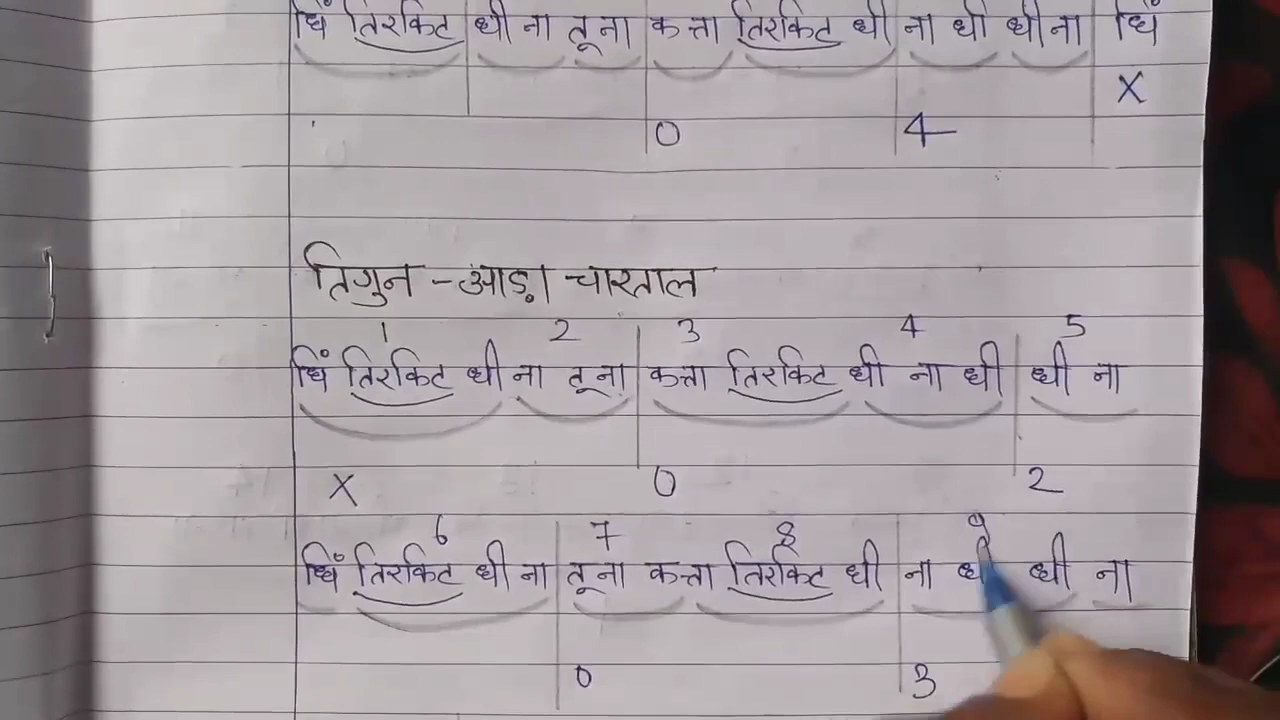 धिं तिरकिट धी ना तू ना क त्ता तिरकिट धी ना धी धी ना धिं
X
0 4
तिगुन - आड़ा चारताल
1 2 3 4 5
धिं तिरकिट धी ना तू ना क त्ता तिरकिट धी ना धी धी ना
X 0 2
6 7 8 9
धिं तिरकिट धी ना तू ना क त्ता तिरकिट धी ना धी धी ना
0 3